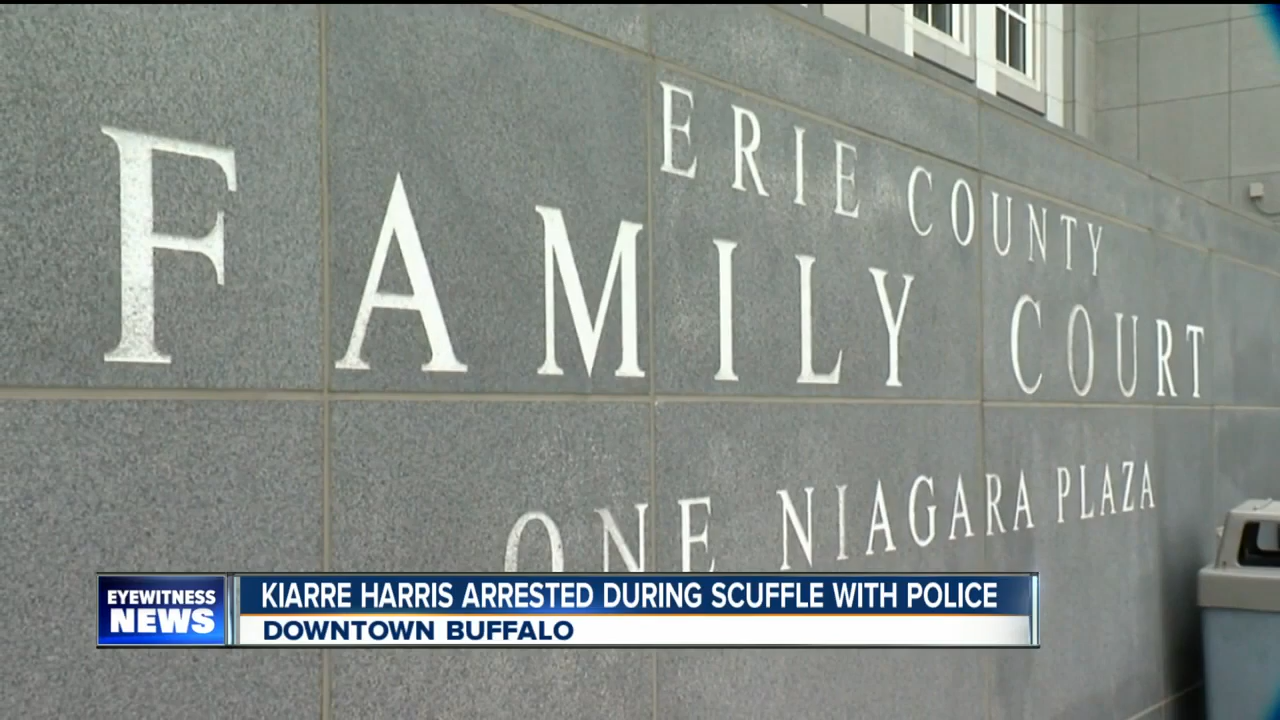 ERIE COUNTY
FAMILY COURT
ONE NIAGARA PLAZA
EYEWITNESS
NEWS
KIARRE HARRIS ARRESTED DURING SCUFFLE WITH POLICE
DOWNTOWN BUFFALO